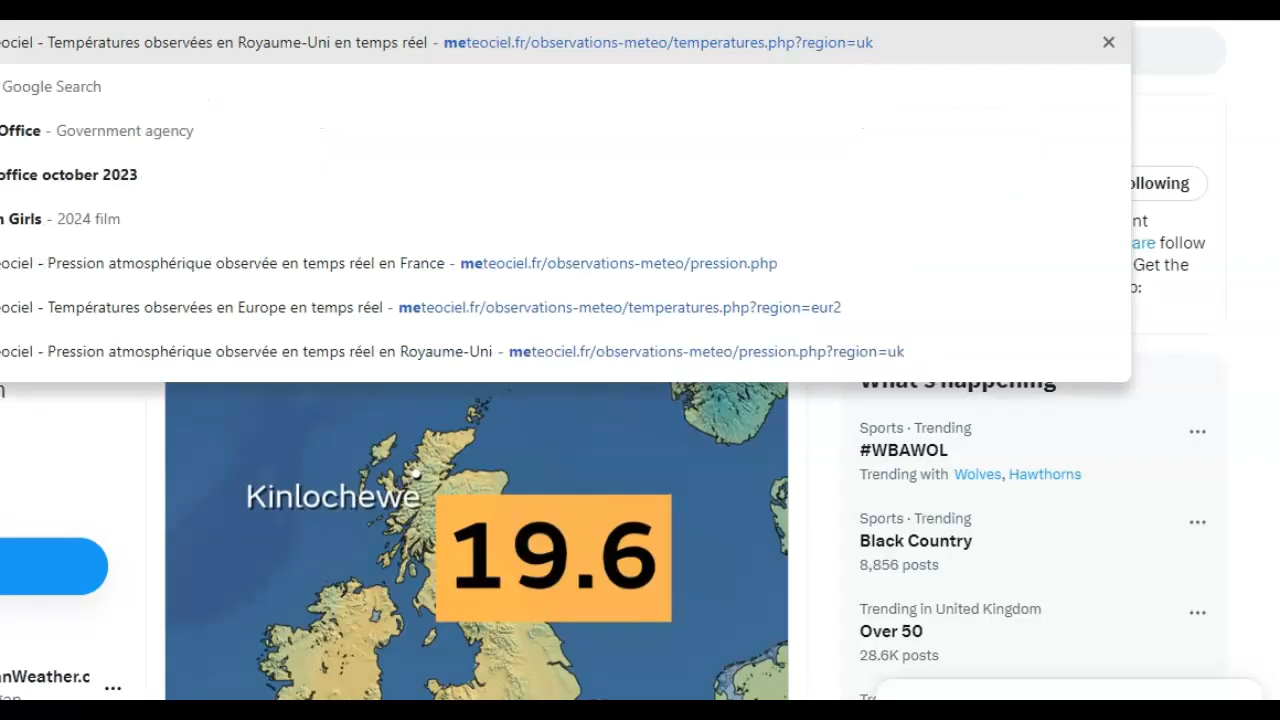 ociel - Températures observées en Royaume-Uni en temps réel - meteociel.fr/observations-meteo/temperatures.php?region=uk
Google Search
Office - Government agency
office october 2023
Girls - 2024 film
ociel - Pression atmosphérique observée en temps réel en France - meteociel.fr/observations-meteo/pression.php
ociel - Températures observées en Europe en temps réel - meteociel.fr/observations-meteo/temperatures.php?region=eur2
ociel - Pression atmosphérique observée en temps réel en Royaume-Uni - meteociel.fr/observations-meteo/pression.php?region=uk
ollowing
nt
are follow
Get the
o:
What's happening
Sports · Trending
#WBAWOL
Trending with Wolves, Hawthorns
Sports · Trending
Black Country
8,856 posts
Trending in United Kingdom
Over 50
28.6K posts
Kinlochewe
19.6
nWeather.c